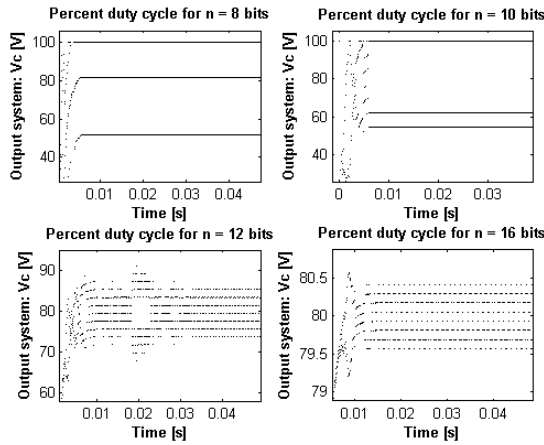 Percent duty cycle for n = 8 bits
Output system: Vc [V]
100
80
60
40
0.01 0.02 0.03 0.04
Time [s]
Percent duty cycle for n = 10 bits
Output system: Vc [V]
100
80
60
40
0 0.01 0.02 0.03
Time [s]
Percent duty cycle for n = 12 bits
Output system: Vc [V]
90
80
70
60
0.01 0.02 0.03 0.04
Time [s]
Percent duty cycle for n = 16 bits
Output system: Vc [V]
80.5
80
79.5
79
0.01 0.02 0.03 0.04
Time [s]